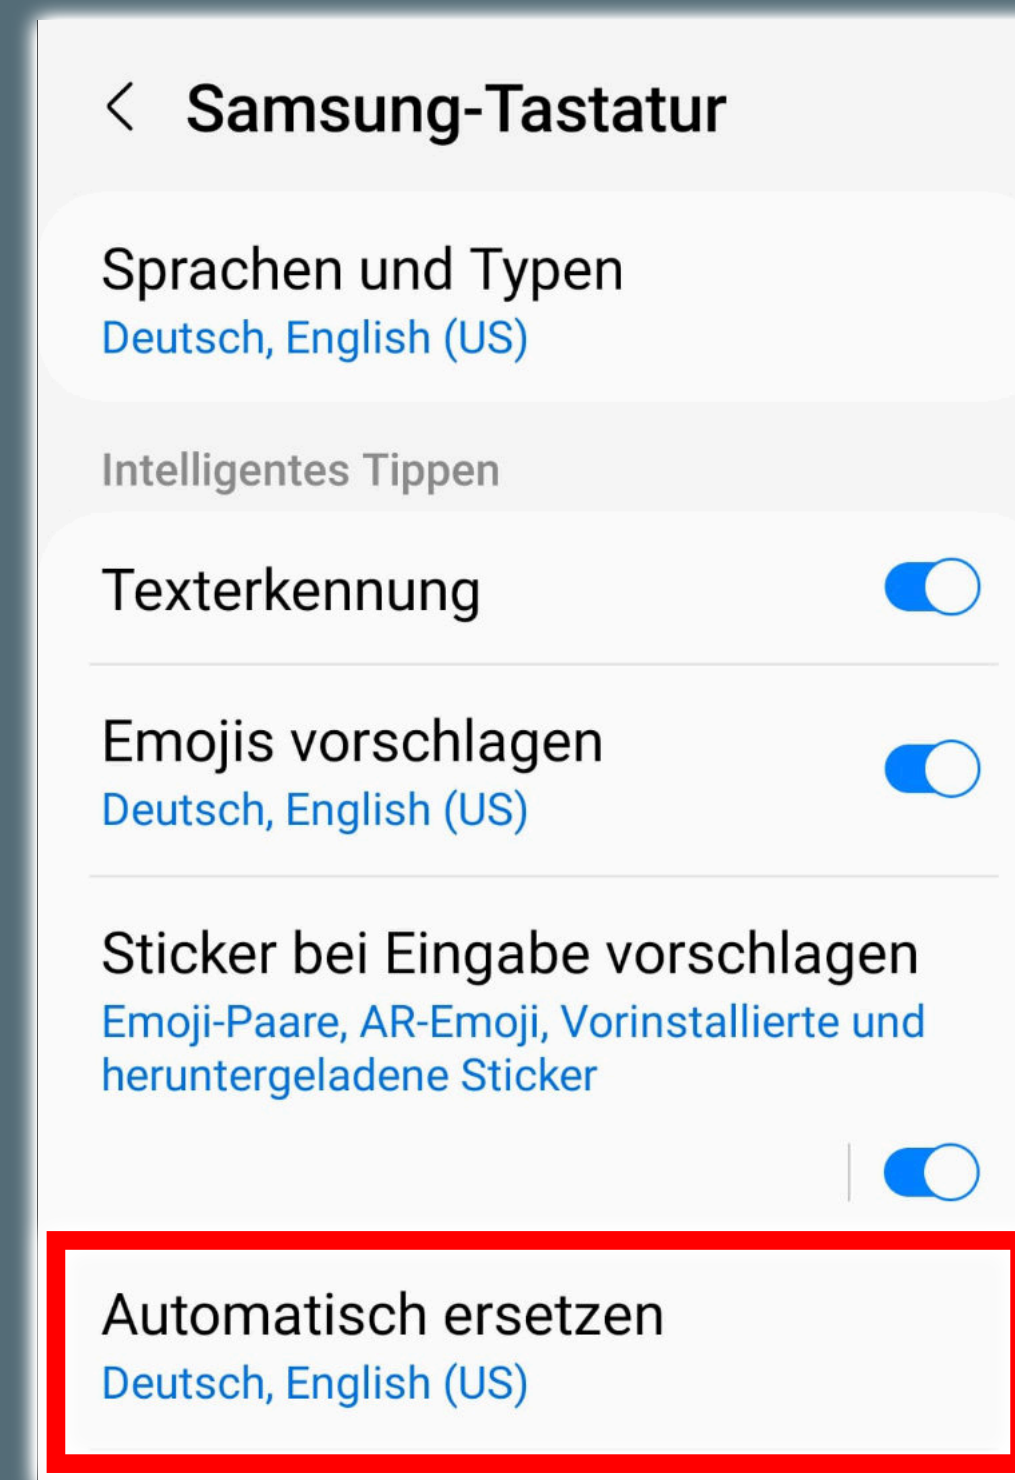 Samsung-Tastatur
Sprachen und Typen
Deutsch, English (US)
Intelligentes Tippen
Texterkennung
Emojis vorschlagen
Deutsch, English (US)
Sticker bei Eingabe vorschlagen
Emoji-Paare, AR-Emoji, Vorinstallierte und
heruntergeladene Sticker
Automatisch ersetzen
Deutsch, English (US)